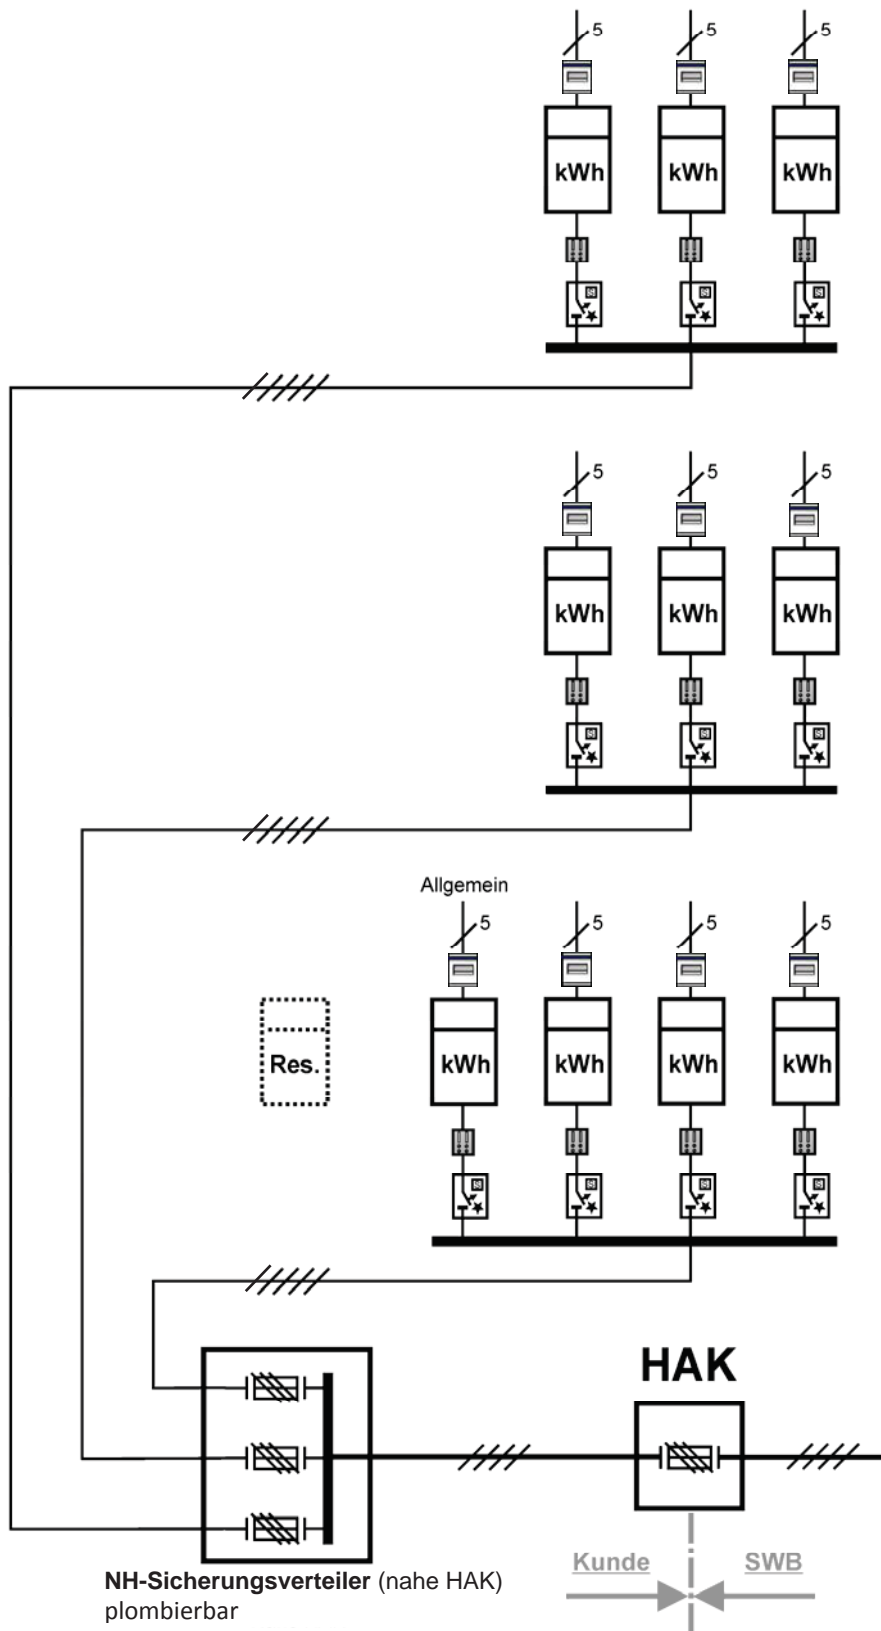 5 5 5
kWh kWh kWh
S S S
5 5 5
kWh kWh kWh
S S S
Allgemein
5 5 5 5
Res. kWh kWh kWh kWh
S S S S
HAK
Kunde SWB
NH-Sicherungsverteiler (nahe HAK)
plombierbar